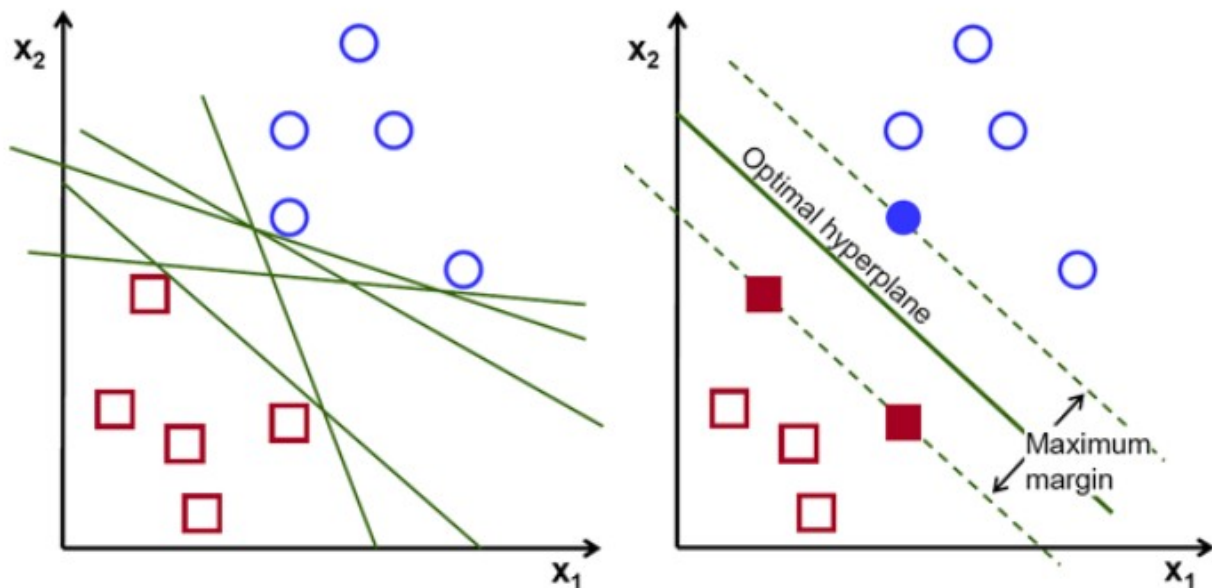 x₂
x₁
x₂
Optimal hyperplane
Maximum
margin
x₁